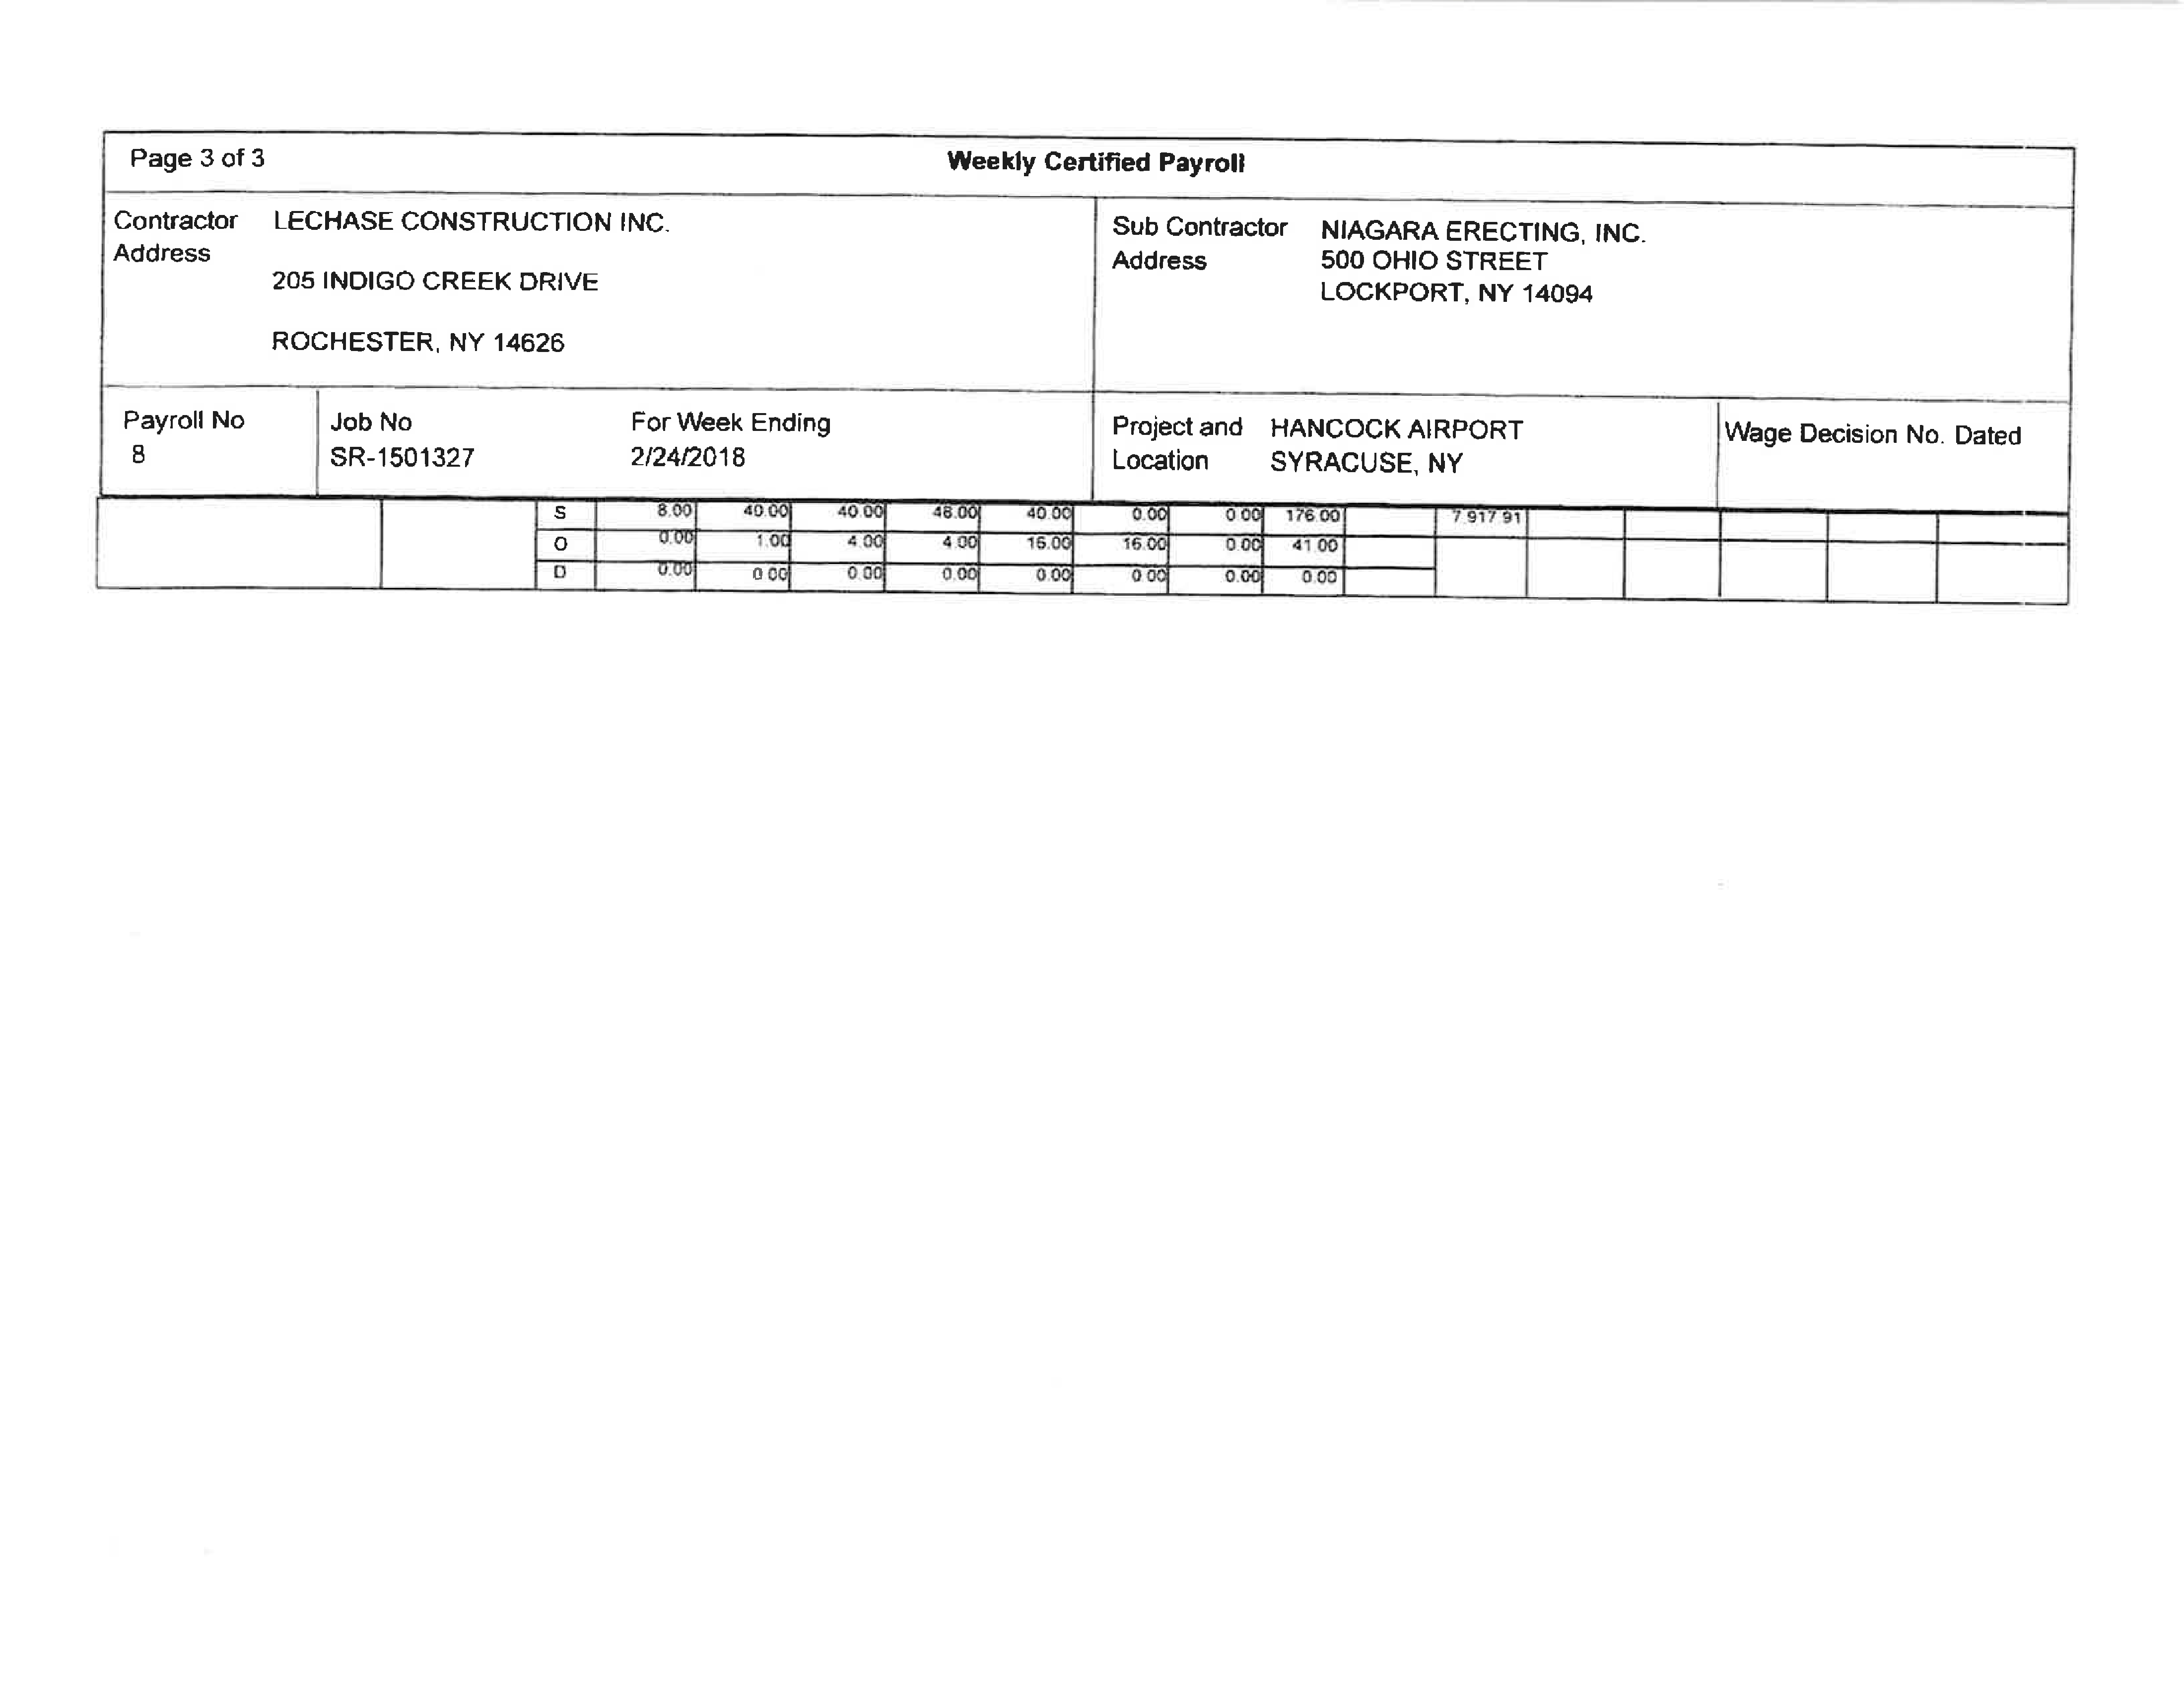 Page 3 of 3 Weekly Certified Payroll
Contractor LECHASE CONSTRUCTION INC.
Address
205 INDIGO CREEK DRIVE
ROCHESTER, NY 14626
Sub Contractor NIAGARA ERECTING, INC.
Address 500 OHIO STREET
LOCKPORT, NY 14094
Payroll No Job No For Week Ending
8 SR-1501327 2/24/2018
Project and HANCOCK AIRPORT
Location SYRACUSE, NY
Wage Decision No. Dated
S 8.00 40.00 40.00 48.00 40.00 0.00 0.00 176.00 7,917.91
O 0.00 1.00 4.00 4.00 16.00 16.00 0.00 41.00
D 0.00 0.00 0.00 0.00 0.00 0.00 0.00 0.00